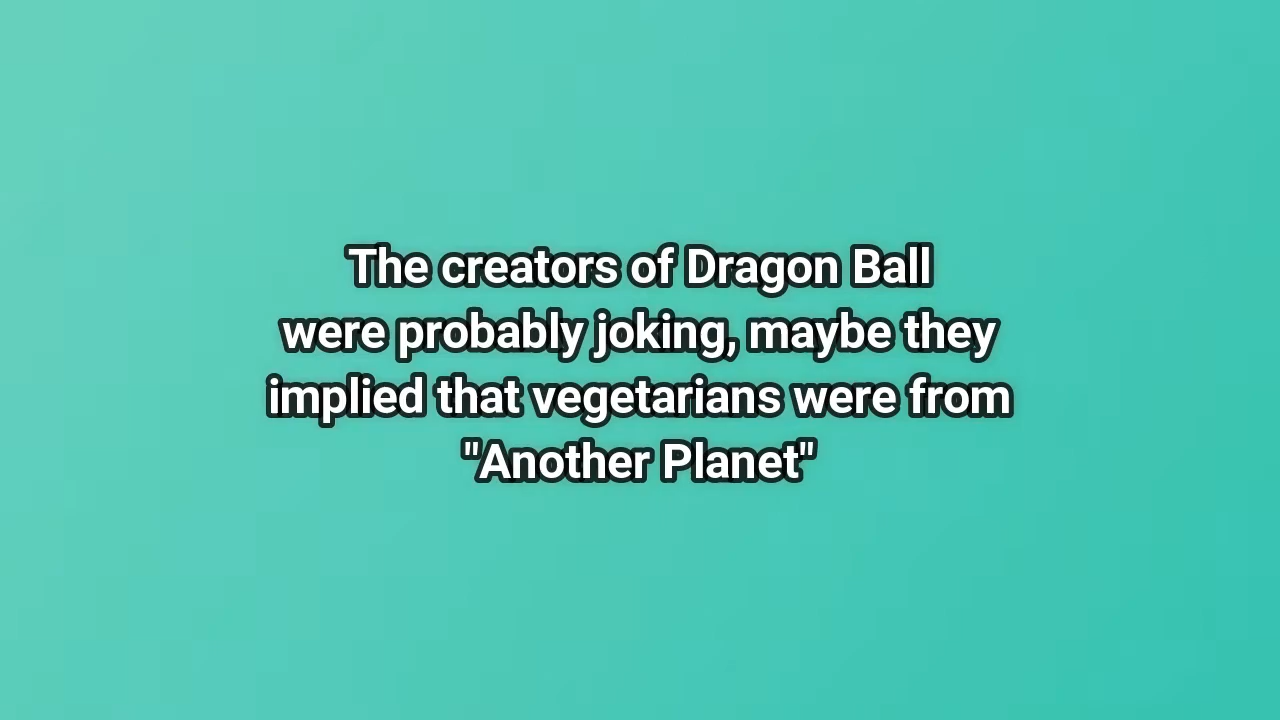 The creators of Dragon Ball
were probably joking, maybe they
implied that vegetarians were from
"Another Planet"